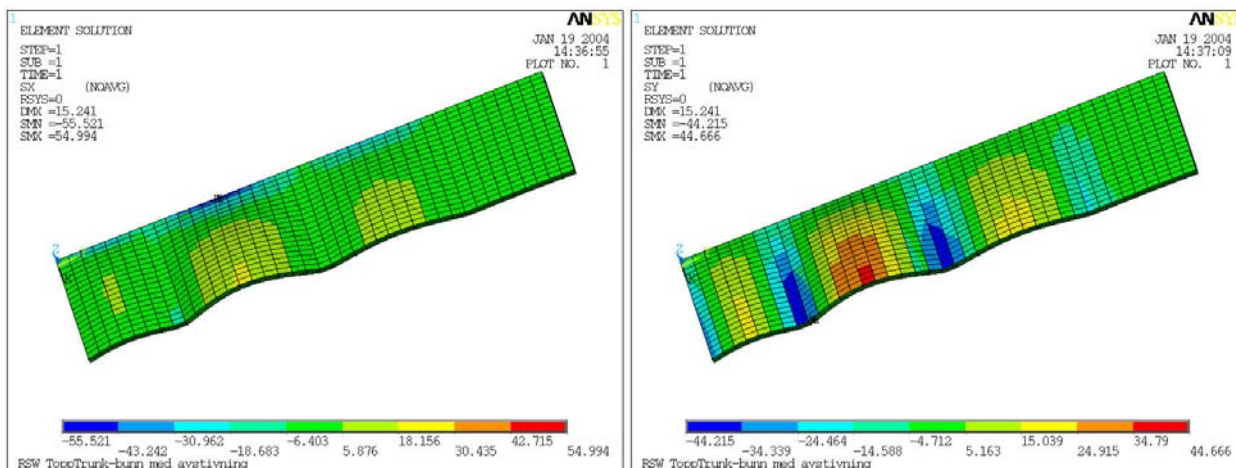 1
ANSYS
ELEMENT SOLUTION
JAN 19 2004
14:36:55
PLOT NO. 1
STEP=1
SUB =1
TIME=1
SX (NOAVG)
RSYS=0
DMX =15.241
SMN =-55.521
SMX =54.994
Z
-55.521 -30.962 -6.403 18.156 42.715
-43.242 -18.683 5.876 30.435 54.994
RSW ToppTrunk-bunn med avstivning
1
ANSYS
ELEMENT SOLUTION
JAN 19 2004
14:37:09
PLOT NO. 1
STEP=1
SUB =1
TIME=1
SY (NOAVG)
RSYS=0
DMX =15.241
SMN =-44.215
SMX =44.666
Z
-44.215 -24.464 -4.712 15.039 34.79
-34.339 -14.588 5.163 24.915 44.666
RSW ToppTrunk-bunn med avstivning